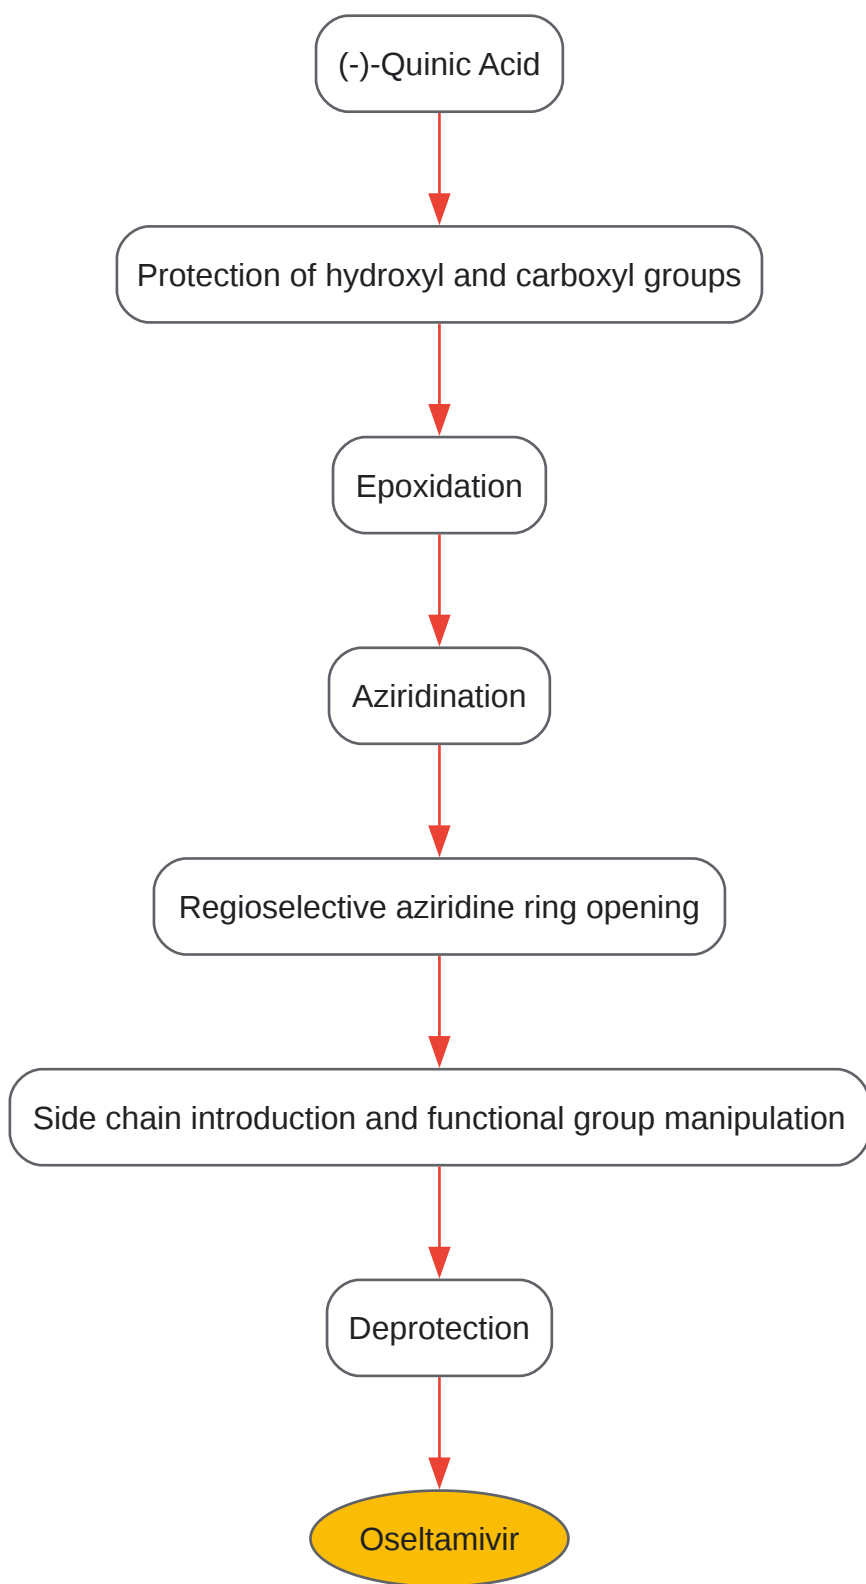 (-)-Quinic Acid
Protection of hydroxyl and carboxyl groups
Epoxidation
Aziridination
Regioselective aziridine ring opening
Side chain introduction and functional group manipulation
Deprotection
Oseltamivir